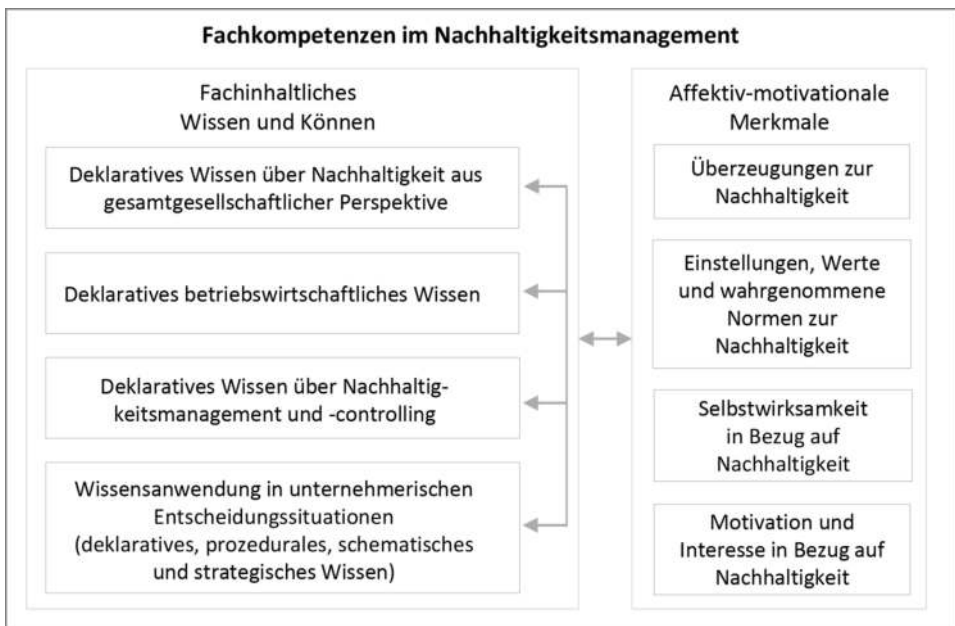 Fachkompetenzen im Nachhaltigkeitsmanagement
Fachinhaltliches
Wissen und Können
Deklaratives Wissen über Nachhaltigkeit aus
gesamtgesellschaftlicher Perspektive
Deklaratives betriebswirtschaftliches Wissen
Deklaratives Wissen über Nachhaltig-
keitsmanagement und -controlling
Wissensanwendung in unternehmerischen
Entscheidungssituationen
(deklaratives, prozedurales, schematisches
und strategisches Wissen)
Affektiv-motivationale
Merkmale
Überzeugungen zur
Nachhaltigkeit
Einstellungen, Werte
und wahrgenommene
Normen zur
Nachhaltigkeit
Selbstwirksamkeit
in Bezug auf
Nachhaltigkeit
Motivation und
Interesse in Bezug auf
Nachhaltigkeit